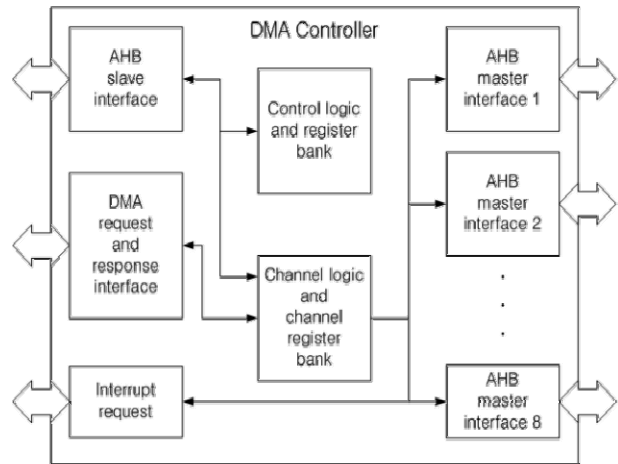 DMA Controller
AHB
slave
interface
Control logic
and register
bank
AHB
master
interface 1
DMA
request
and
response
interface
AHB
master
interface 2
Channel logic
and
channel
register
bank
Interrupt
request
AHB
master
interface 8